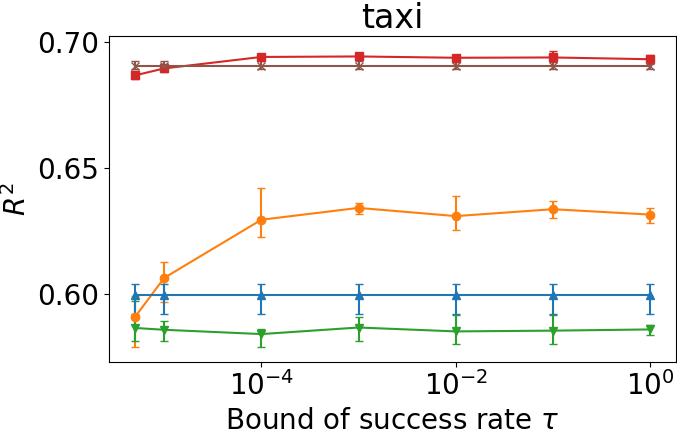 taxi
0.70
0.65
0.60
R²
10⁻⁴
10⁻²
10⁰
Bound of success rate τ